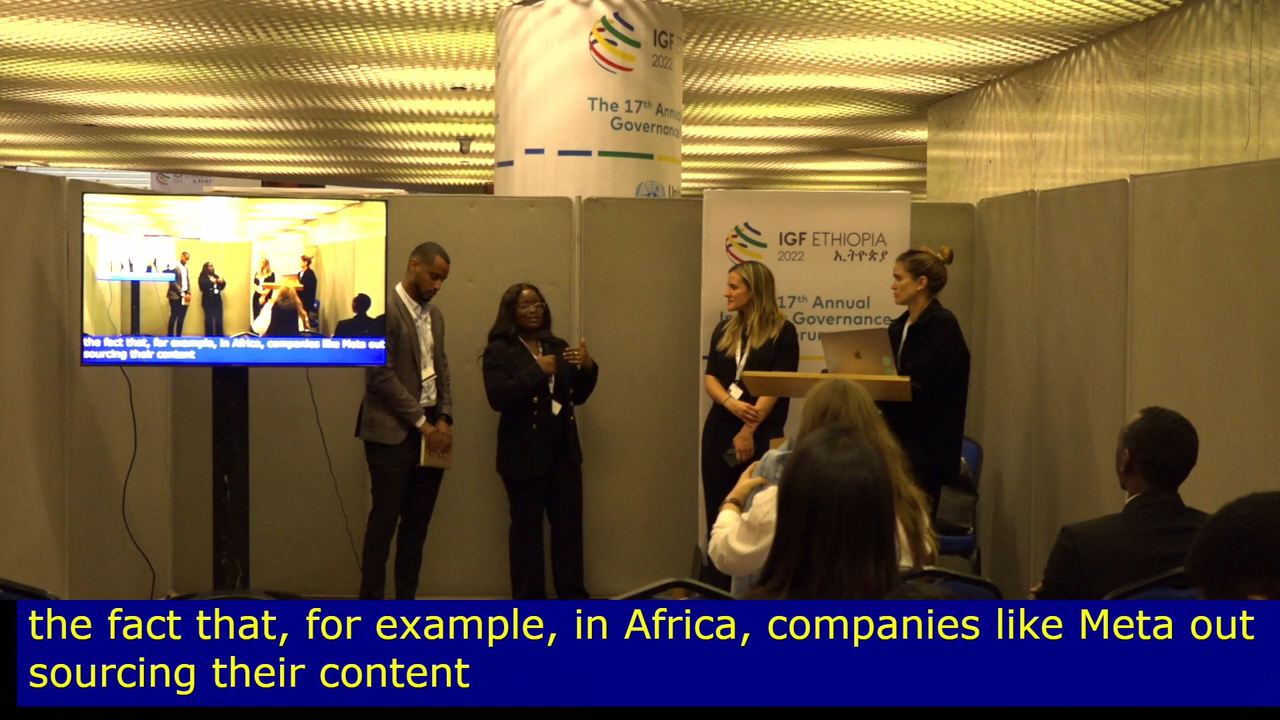 IGF
2022
The 17th Annu
Governance
IGF ETHIOPIA
2022 ኢትዮጵያ
17th Annual
Governance
the fact that, for example, in Africa, companies like Meta out
sourcing their content
the fact that, for example, in Africa, companies like Meta out
sourcing their content